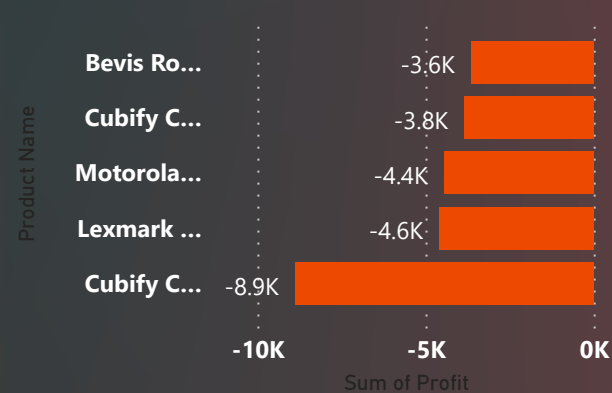 Product Name
Bevis Ro... -3.6K
Cubify C... -3.8K
Motorola... -4.4K
Lexmark ... -4.6K
Cubify C... -8.9K
-10K -5K 0K
Sum of Profit